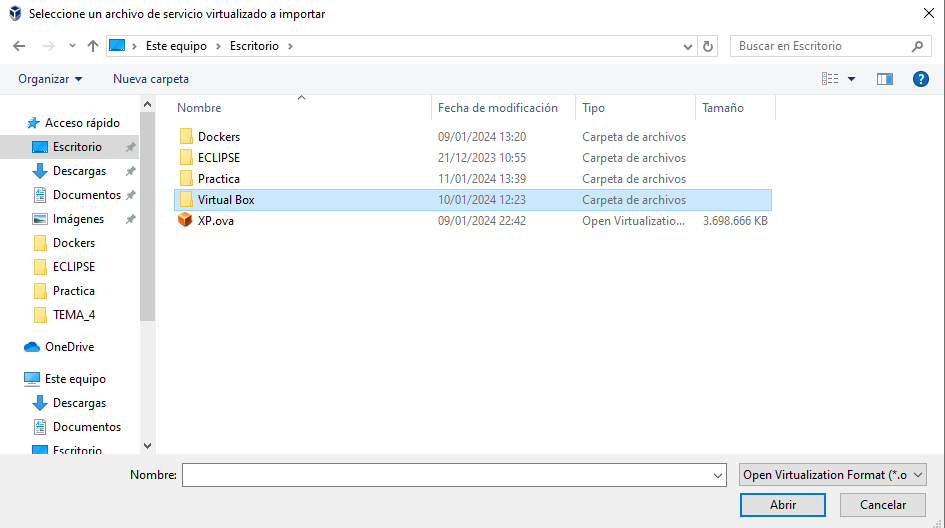 Seleccione un archivo de servicio virtualizado a importar
Este equipo Escritorio
Buscar en Escritorio
Organizar Nueva carpeta
Nombre Fecha de modificación Tipo Tamaño
Dockers 09/01/2024 13:20 Carpeta de archivos
ECLIPSE 21/12/2023 10:55 Carpeta de archivos
Practica 11/01/2024 13:39 Carpeta de archivos
Virtual Box 10/01/2024 12:23 Carpeta de archivos
XP.ova 09/01/2024 22:42 Open Virtualizatio... 3.698.666 KB
Acceso rápido
Escritorio
Descargas
Documentos
Imágenes
Dockers
ECLIPSE
Practica
TEMA_4
OneDrive
Este equipo
Descargas
Documentos
Escritorio
Nombre:
Open Virtualization Format (*.o
Abrir Cancelar